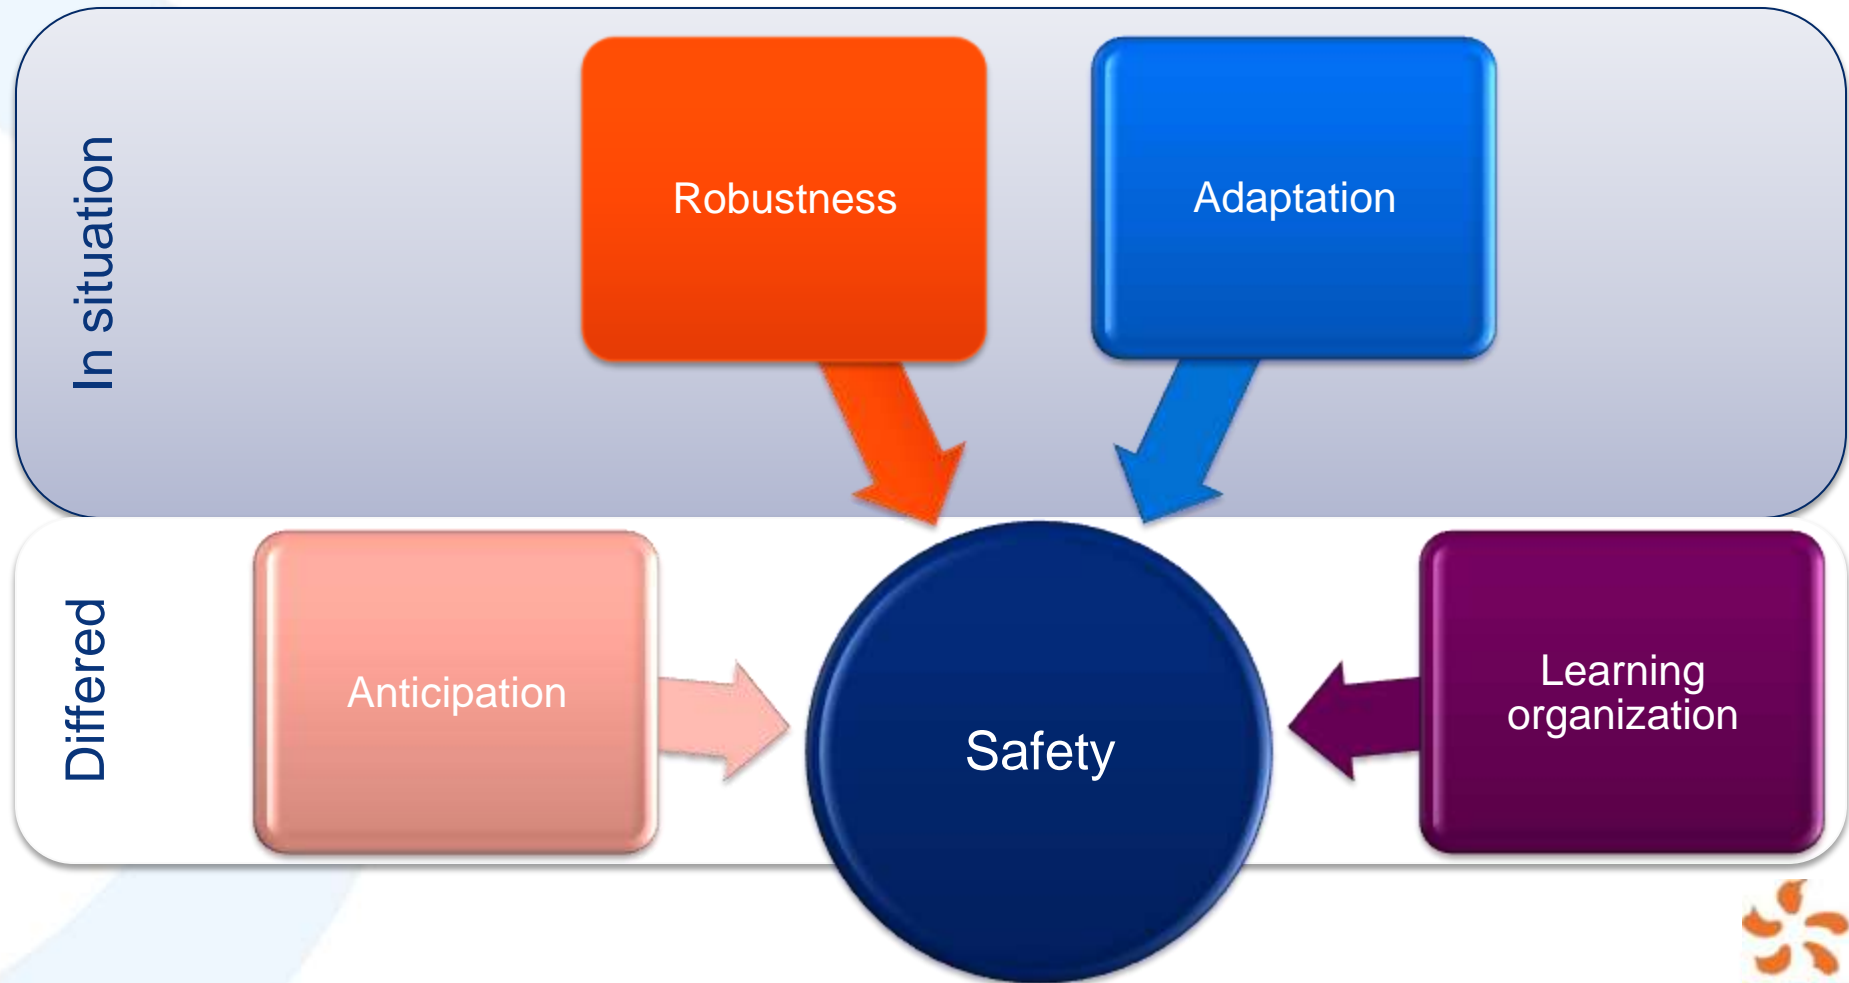 In situation
Robustness
Adaptation
Differed
Anticipation
Safety
Learning
organization